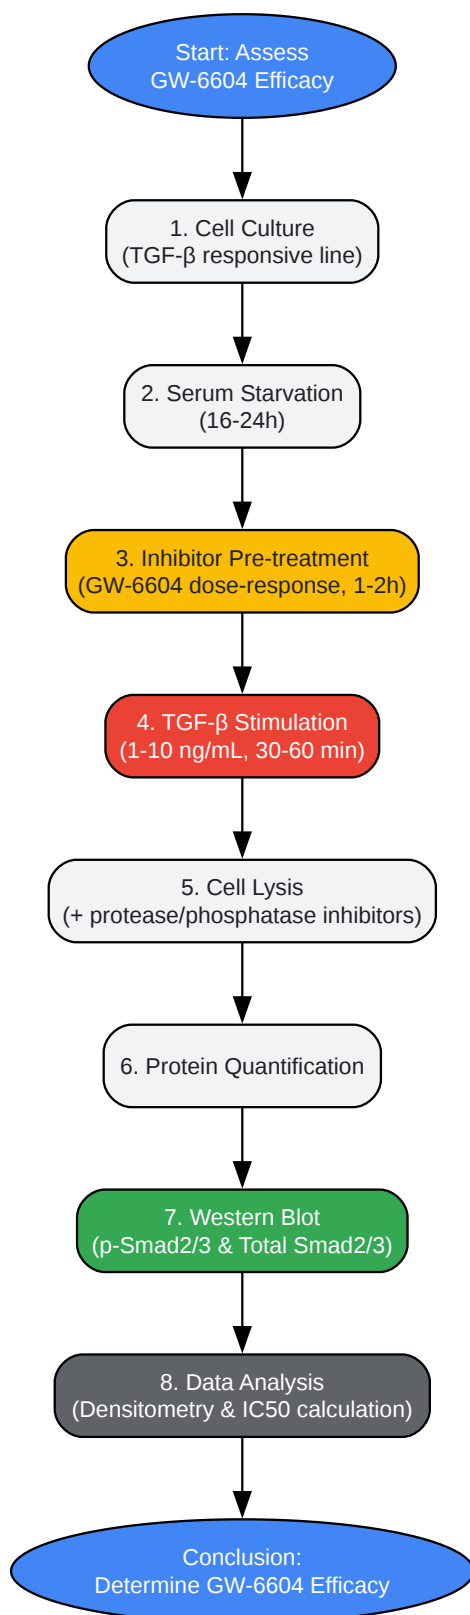 Start: Assess
GW-6604 Efficacy
1. Cell Culture
(TGF-β responsive line)
2. Serum Starvation
(16-24h)
3. Inhibitor Pre-treatment
(GW-6604 dose-response, 1-2h)
4. TGF-β Stimulation
(1-10 ng/mL, 30-60 min)
5. Cell Lysis
(+ protease/phosphatase inhibitors)
6. Protein Quantification
7. Western Blot
(p-Smad2/3 & Total Smad2/3)
8. Data Analysis
(Densitometry & IC50 calculation)
Conclusion:
Determine GW-6604 Efficacy